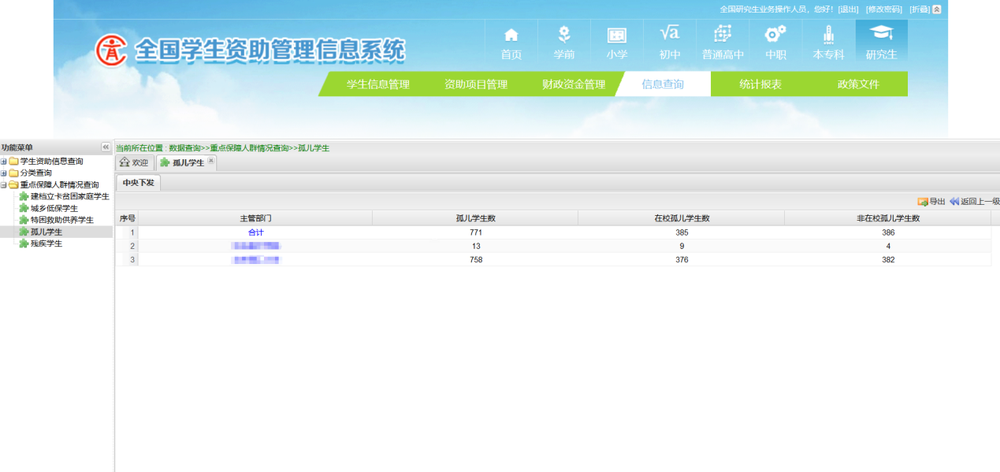 全国研究生业务操作人员，您好！[退出] [修改密码] [折叠]
全国学生资助管理信息系统
首页 学前 小学 初中 普通高中 中职 本专科 研究生
学生信息管理 资助项目管理 财政资金管理 信息查询 统计报表 政策文件
功能菜单
学生资助信息查询
分类查询
重点保障人群情况查询
建档立卡贫困家庭学生
城乡低保学生
特困救助供养学生
孤儿学生
残疾学生
当前所在位置 : 数据查询>>重点保障人群情况查询>>孤儿学生
欢迎 孤儿学生
中央下发
导出 返回上一级
序号 主管部门 孤儿学生数 在校孤儿学生数 非在校孤儿学生数
1 合计 771 385 386
2 13 9 4
3 758 376 382